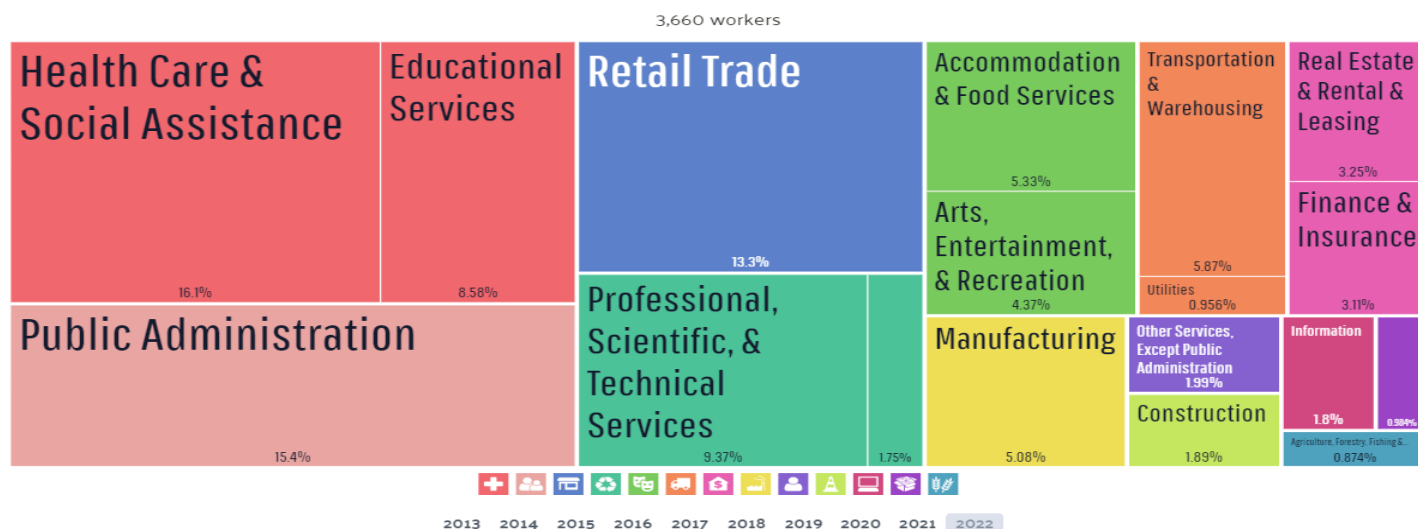 3,660 workers
Health Care &
Social Assistance
16.1%
Educational
Services
8.58%
Public Administration
15.4%
Retail Trade
13.3%
Professional,
Scientific, &
Technical
Services
9.37%
1.75%
Accommodation
& Food Services
5.33%
Arts,
Entertainment,
& Recreation
4.37%
Transportation
&
Warehousing
5.87%
Utilities
0.956%
Real Estate
& Rental &
Leasing
3.25%
Finance &
Insurance
3.11%
Manufacturing
5.08%
Other Services,
Except Public
Administration
1.99%
Construction
1.89%
Information
1.8%
0.984%
Agriculture, Forestry, Fishing &...
0.874%
2013 2014 2015 2016 2017 2018 2019 2020 2021 2022